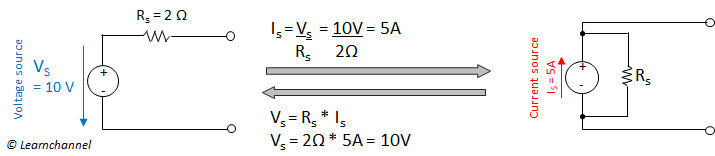 Rs = 2 Ω
Voltage source
Vs
= 10 V
+
-
© Learnchannel
Is = Vs = 10V = 5A
Rs 2Ω
Vs = Rs * Is
Vs = 2Ω * 5A = 10V
Current source
Is = 5A
+
-
Rs